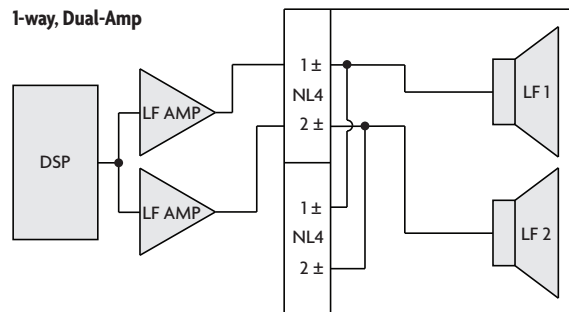 1-way, Dual-Amp
1 ±
LF AMP
NL4
LF 1
2 ±
DSP
LF AMP
1 ±
NL4
LF 2
2 ±